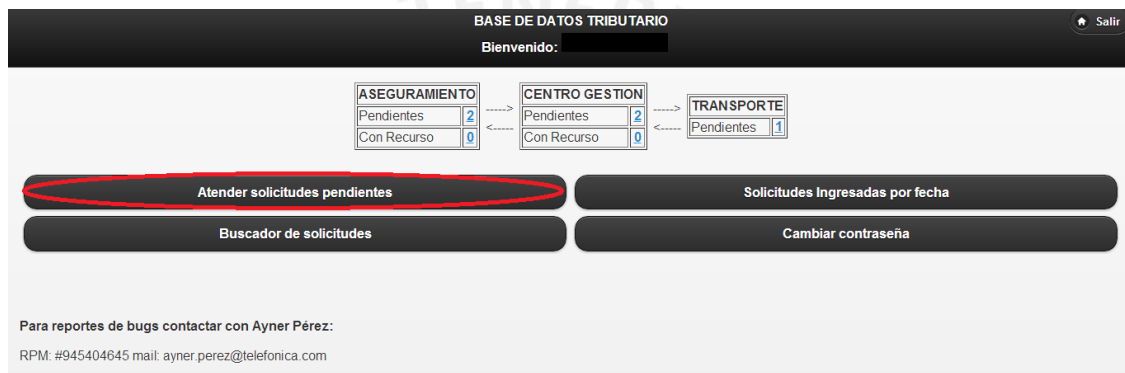 BASE DE DATOS TRIBUTARIO
Salir
Bienvenido:
ASEGURAMIENTO
Pendientes 2
Con Recurso 0
-----> 
<-----
CENTRO GESTION
Pendientes 2
Con Recurso 0
----->
<-----
TRANSPORTE
Pendientes 1
Atender solicitudes pendientes
Solicitudes Ingresadas por fecha
Buscador de solicitudes
Cambiar contraseña
Para reportes de bugs contactar con Ayner Pérez:
RPM: #945404645 mail: ayner.perez@telefonica.com